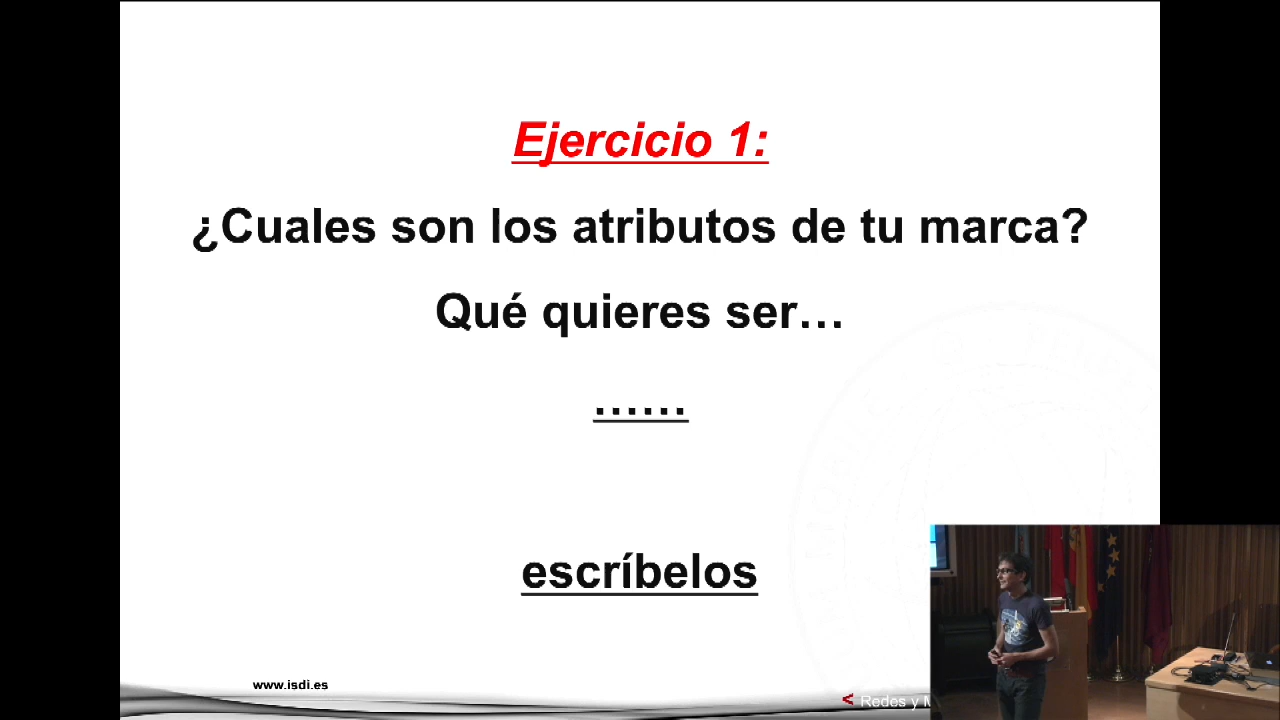 Ejercicio 1:
¿Cuales son los atributos de tu marca?
Qué quieres ser…
……
escríbelos
www.isdi.es
< Redes y